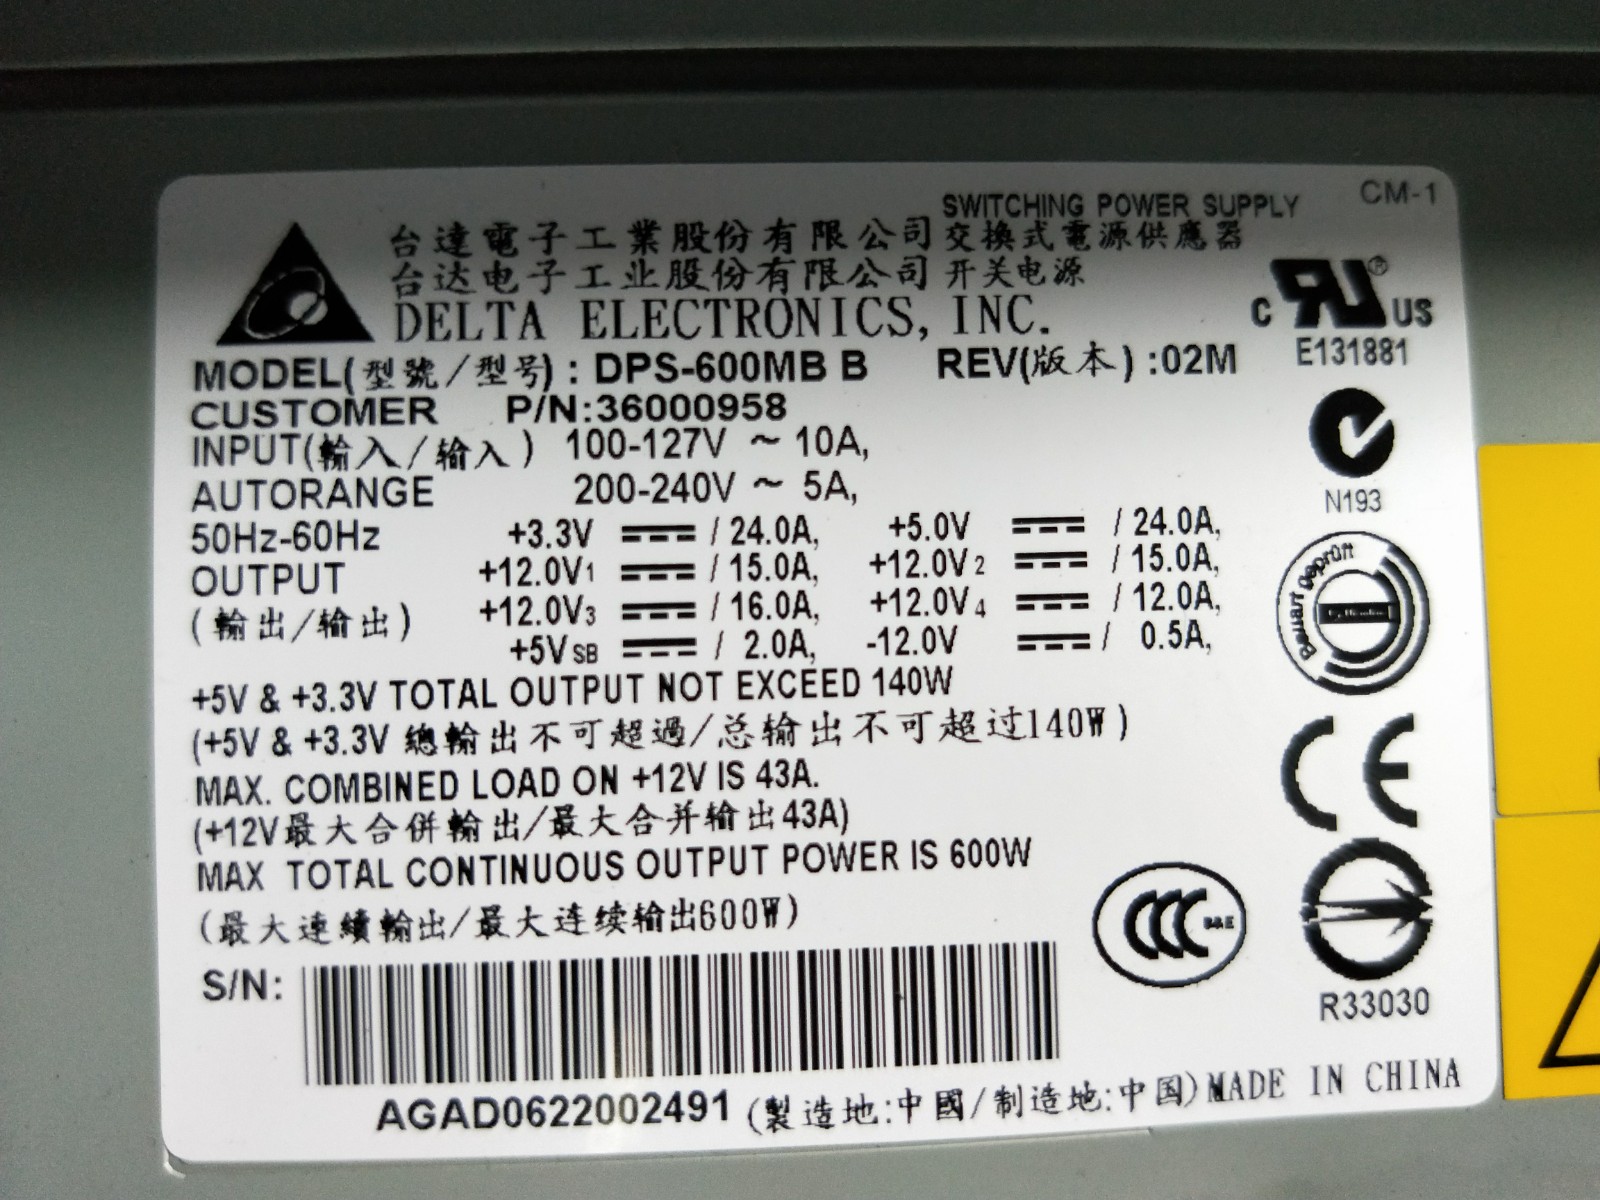 SWITCHING POWER SUPPLY CM-1
台達電子工業股份有限公司 交換式電源供應器
台达电子工业股份有限公司 开关电源
DELTA ELECTRONICS, INC.
C RU® US
E131881
MODEL(型號/型号) : DPS-600MB B REV(版本) :02M
CUSTOMER P/N:36000958
INPUT(輸入/输入) 100-127V ~ 10A,
AUTORANGE 200-240V ~ 5A,
N193
50Hz-60Hz +3.3V / 24.0A, +5.0V / 24.0A,
OUTPUT +12.0V1 / 15.0A, +12.0V2 / 15.0A,
(輸出/输出) +12.0V3 / 16.0A, +12.0V4 / 12.0A,
+5VSB / 2.0A, -12.0V / 0.5A,
Bauart Geprüft
+5V & +3.3V TOTAL OUTPUT NOT EXCEED 140W
(+5V & +3.3V 總輸出不可超過/总输出不可超过140W)
MAX. COMBINED LOAD ON +12V IS 43A.
(+12V最大合併輸出/最大合并输出43A)
CE
MAX TOTAL CONTINUOUS OUTPUT POWER IS 600W
(最大連續輸出/最大连续输出600W)
CCC S&E
R33030
S/N:
AGAD0622002491 (製造地:中國/制造地:中国)MADE IN CHINA